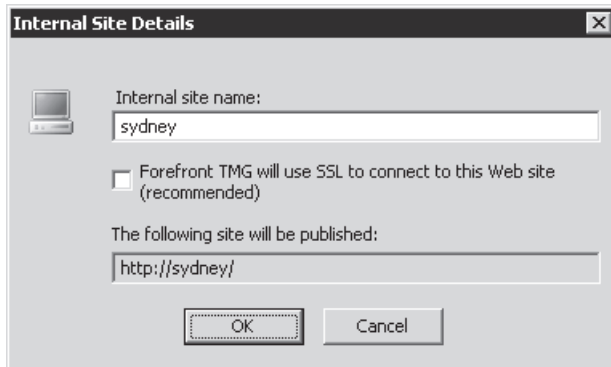 Internal Site Details
Internal site name:
sydney
Forefront TMG will use SSL to connect to this Web site
(recommended)
The following site will be published:
http://sydney/
OK
Cancel